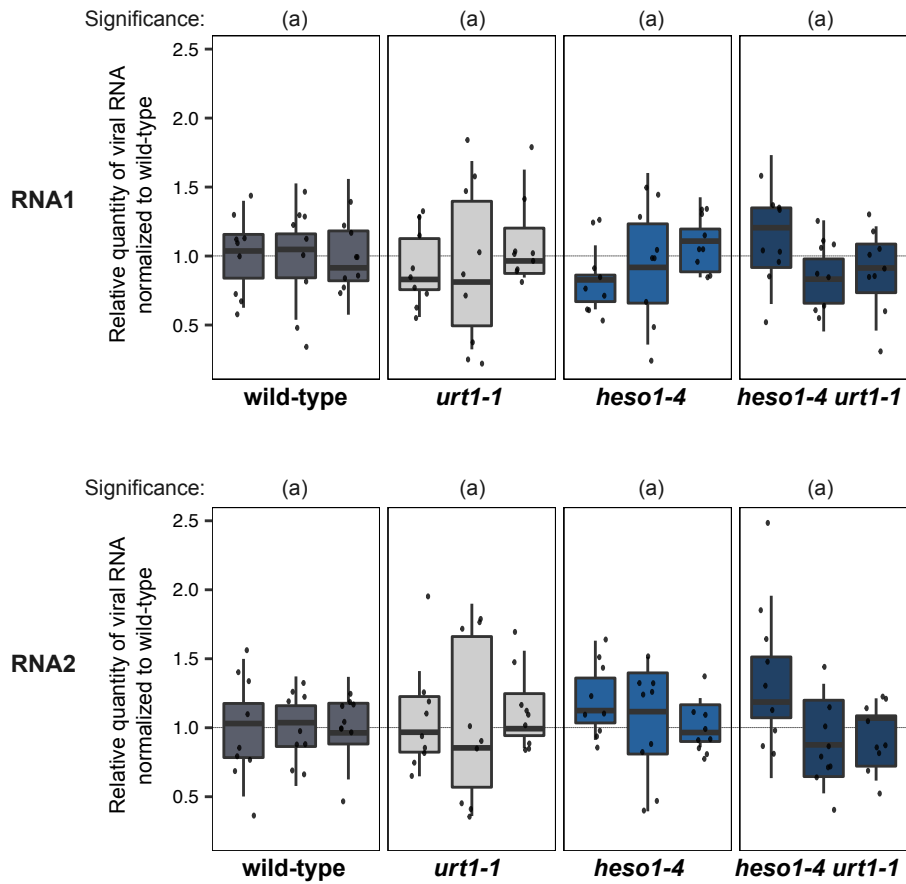 Significance: (a) (a) (a) (a)
RNA1
Relative quantity of viral RNA
normalized to wild-type
2.5
2.0
1.5
1.0
0.5
wild-type urt1-1 heso1-4 heso1-4 urt1-1
Significance: (a) (a) (a) (a)
RNA2
Relative quantity of viral RNA
normalized to wild-type
2.5
2.0
1.5
1.0
0.5
wild-type urt1-1 heso1-4 heso1-4 urt1-1